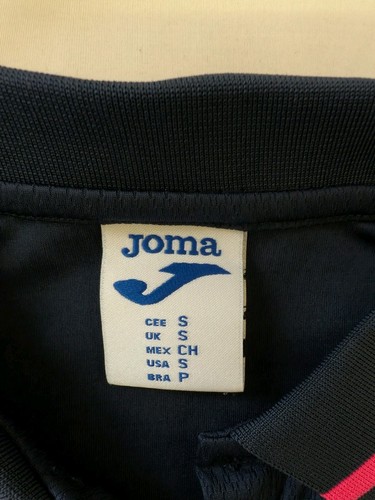 JOMA
CEE S
UK S
MEX CH
USA S
BRA P